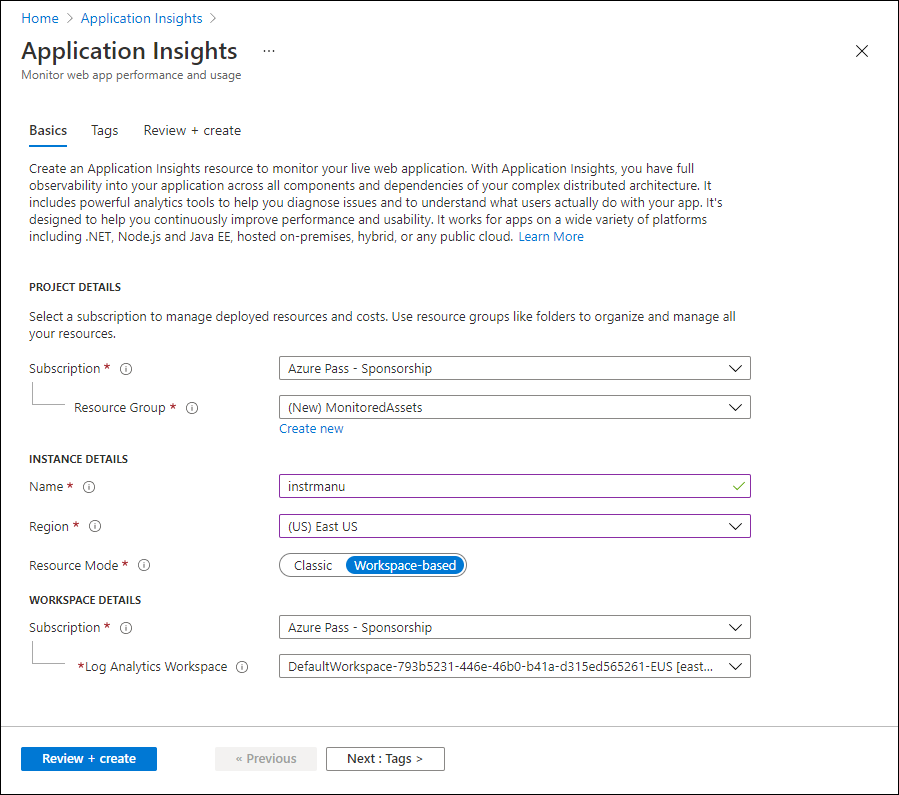 Home > Application Insights >
Application Insights ...
Monitor web app performance and usage
Basics Tags Review + create
Create an Application Insights resource to monitor your live web application. With Application Insights, you have full
observability into your application across all components and dependencies of your complex distributed architecture. It
includes powerful analytics tools to help you diagnose issues and to understand what users actually do with your app. It's
designed to help you continuously improve performance and usability. It works for apps on a wide variety of platforms
including .NET, Node.js and Java EE, hosted on-premises, hybrid, or any public cloud. Learn More
PROJECT DETAILS
Select a subscription to manage deployed resources and costs. Use resource groups like folders to organize and manage all
your resources.
Subscription * Azure Pass - Sponsorship
Resource Group * (New) MonitoredAssets
Create new
INSTANCE DETAILS
Name * instrmanu
Region * (US) East US
Resource Mode * Classic Workspace-based
WORKSPACE DETAILS
Subscription * Azure Pass - Sponsorship
*Log Analytics Workspace DefaultWorkspace-793b5231-446e-46b0-b41a-d315ed565261-EUS [east...
Review + create « Previous Next : Tags >